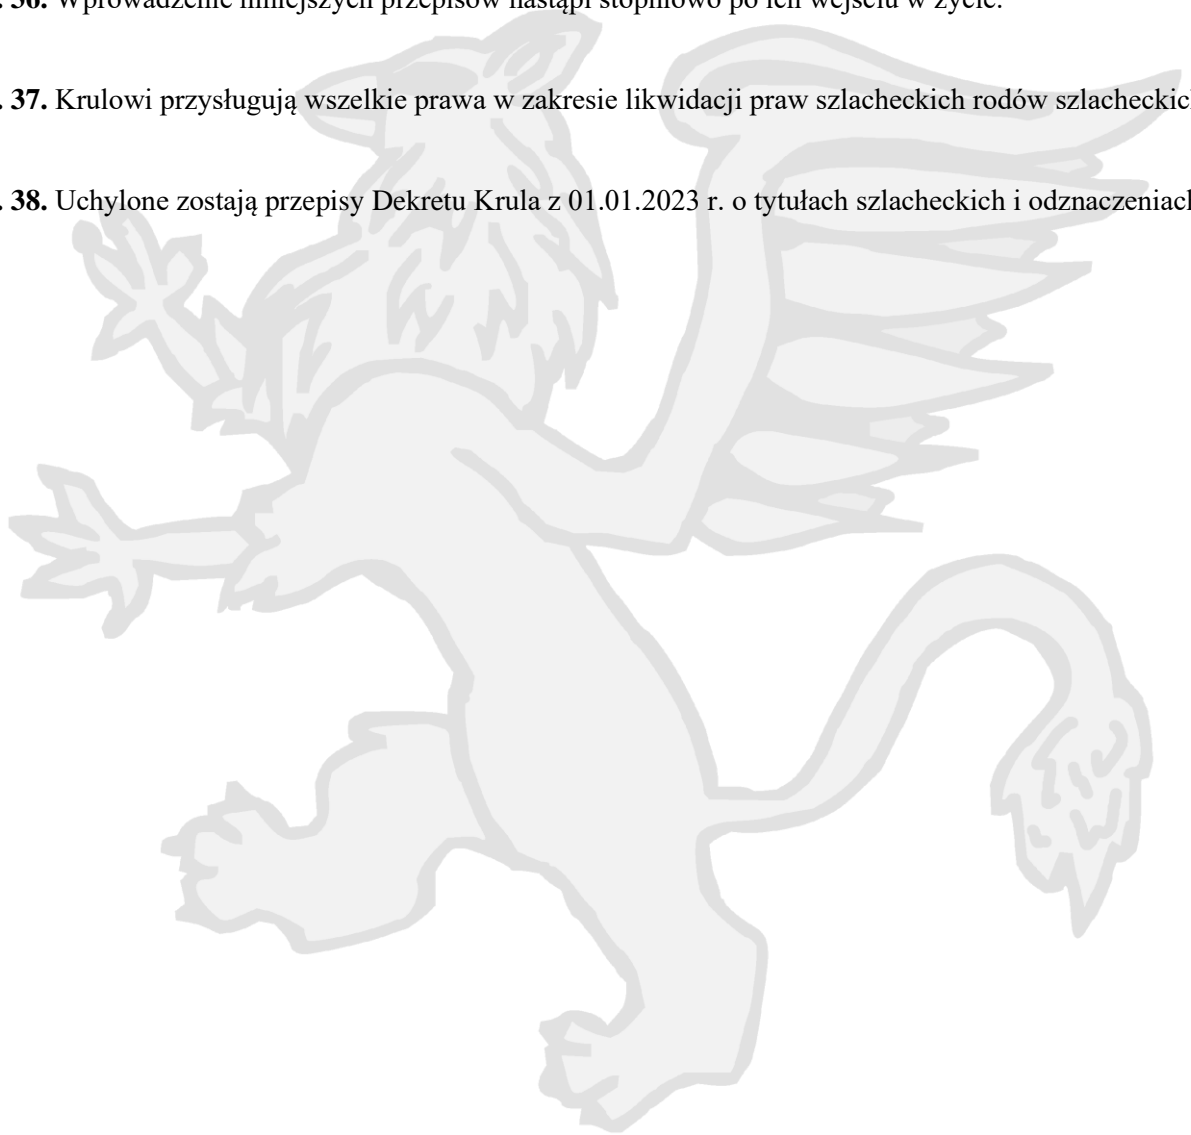 . 36. Wprowadzenie niniejszych przepisów nastąpi stopniowo po ich wejściu w życie.
. 37. Krulowi przysługują wszelkie prawa w zakresie likwidacji praw szlacheckich rodów szlacheckic
. 38. Uchylone zostają przepisy Dekretu Krula z 01.01.2023 r. o tytułach szlacheckich i odznaczeniach